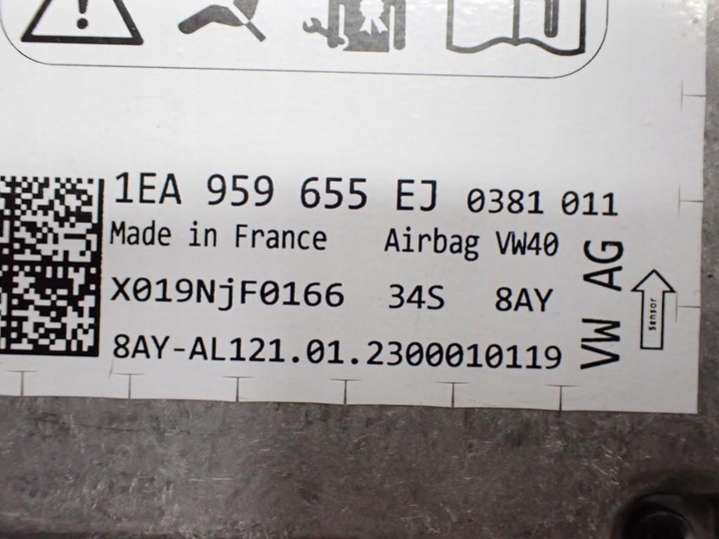 1EA 959 655 EJ 0381 011
Made in France Airbag VW40
X019NjF0166 34S 8AY
8AY-AL121.01.2300010119
VW AG
Sensor